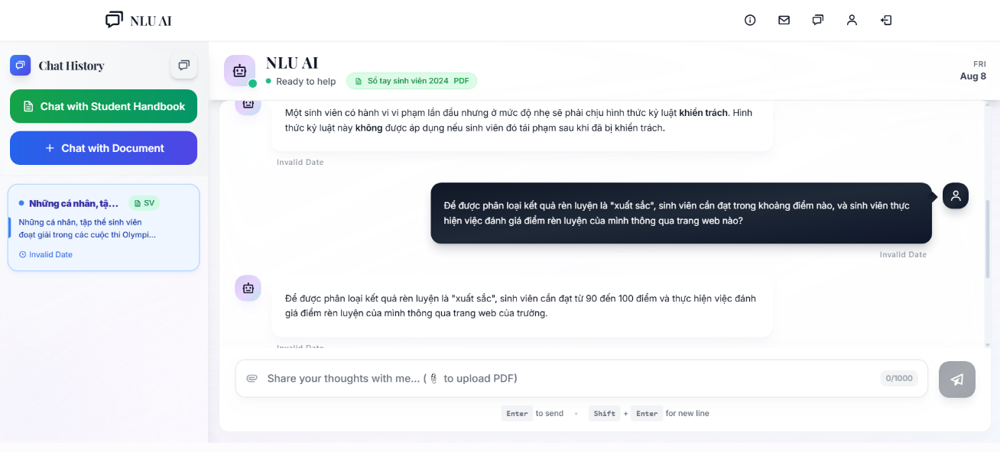 NLU AI
Chat History
Chat with Student Handbook
Chat with Document
Những cá nhân, tậ... SV
Những cá nhân, tập thể sinh viên
đoạt giải trong các cuộc thi Olympi...
Invalid Date
NLU AI
Ready to help Sổ tay sinh viên 2024 PDF
FRI
Aug 8
Một sinh viên có hành vi vi phạm lần đầu nhưng ở mức độ nhẹ sẽ phải chịu hình thức kỷ luật khiển trách. Hình
thức kỷ luật này không được áp dụng nếu sinh viên đó tái phạm sau khi đã bị khiển trách.
Invalid Date
Để được phân loại kết quả rèn luyện là "xuất sắc", sinh viên cần đạt trong khoảng điểm nào, và sinh viên thực
hiện việc đánh giá điểm rèn luyện của mình thông qua trang web nào?
Invalid Date
Để được phân loại kết quả rèn luyện là "xuất sắc", sinh viên cần đạt từ 90 đến 100 điểm và thực hiện việc đánh
giá điểm rèn luyện của mình thông qua trang web của trường.
Invalid Date
Share your thoughts with me... ( to upload PDF) 0/1000
Enter to send • Shift + Enter for new line